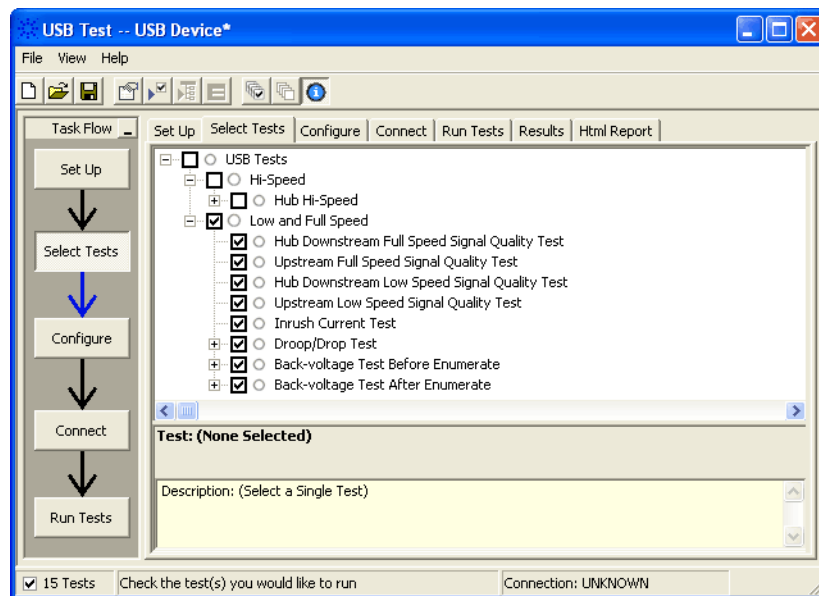 USB Test -- USB Device*
File View Help
Task Flow
Set Up
Select Tests
Configure
Connect
Run Tests
Set Up Select Tests Configure Connect Run Tests Results Html Report
USB Tests
Hi-Speed
Hub Hi-Speed
Low and Full Speed
Hub Downstream Full Speed Signal Quality Test
Upstream Full Speed Signal Quality Test
Hub Downstream Low Speed Signal Quality Test
Upstream Low Speed Signal Quality Test
Inrush Current Test
Droop/Drop Test
Back-voltage Test Before Enumerate
Back-voltage Test After Enumerate
Test: (None Selected)
Description: (Select a Single Test)
15 Tests Check the test(s) you would like to run Connection: UNKNOWN